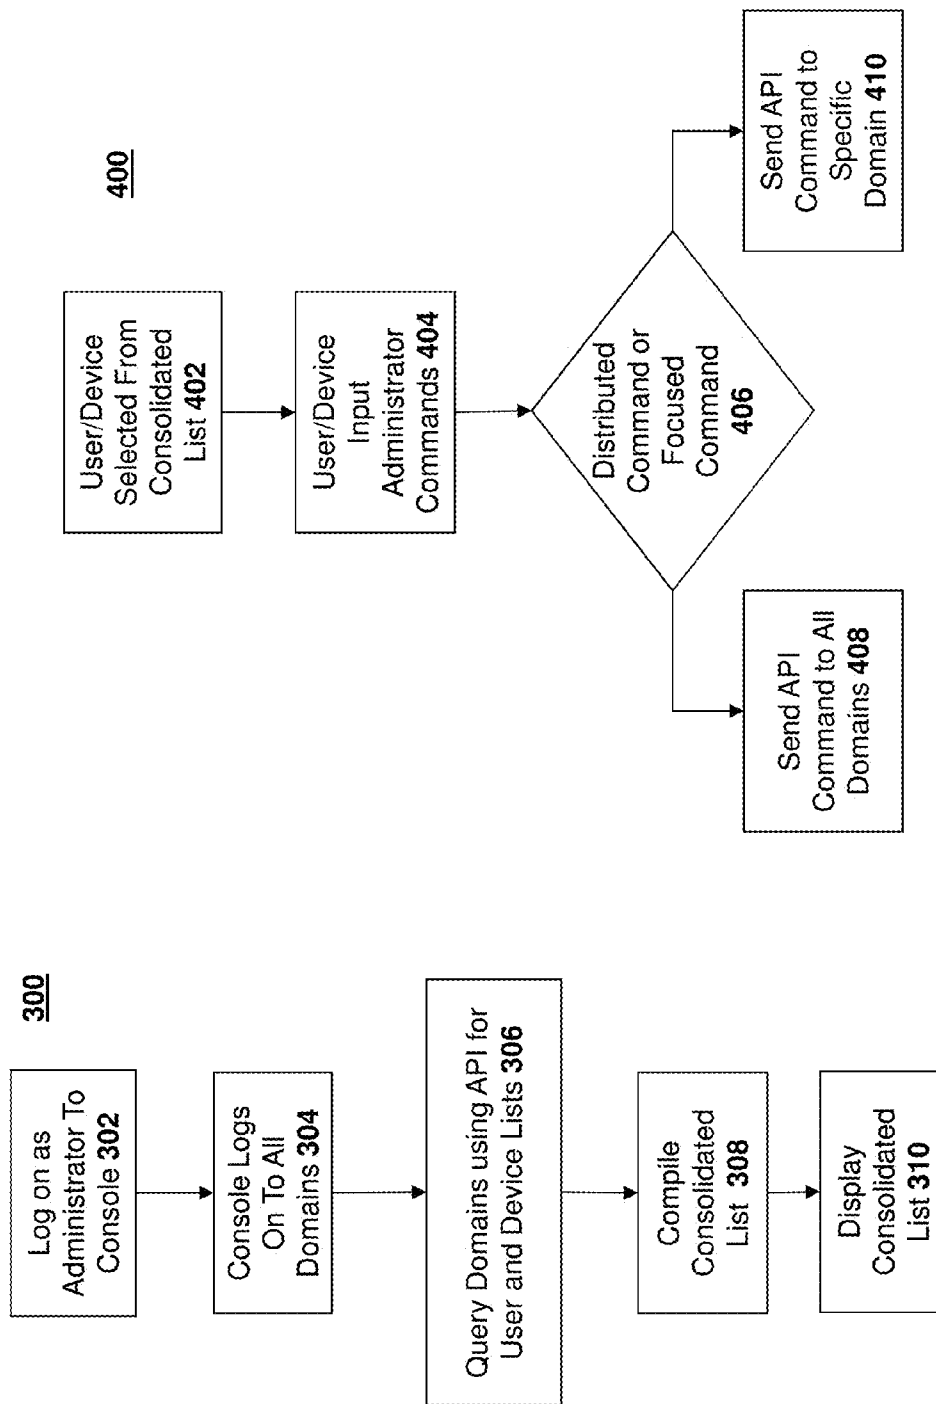 300
Log on as
Administrator To
Console 302
Console Logs
On To All
Domains 304
Query Domains using API for
User and Device Lists 306
Compile
Consolidated
List 308
Display
Consolidated
List 310
400
User/Device
Selected From
Consolidated
List 402
User/Device
Input
Administrator
Commands 404
Distributed
Command or
Focused
Command
406
Send API
Command to All
Domains 408
Send API
Command to
Specific
Domain 410